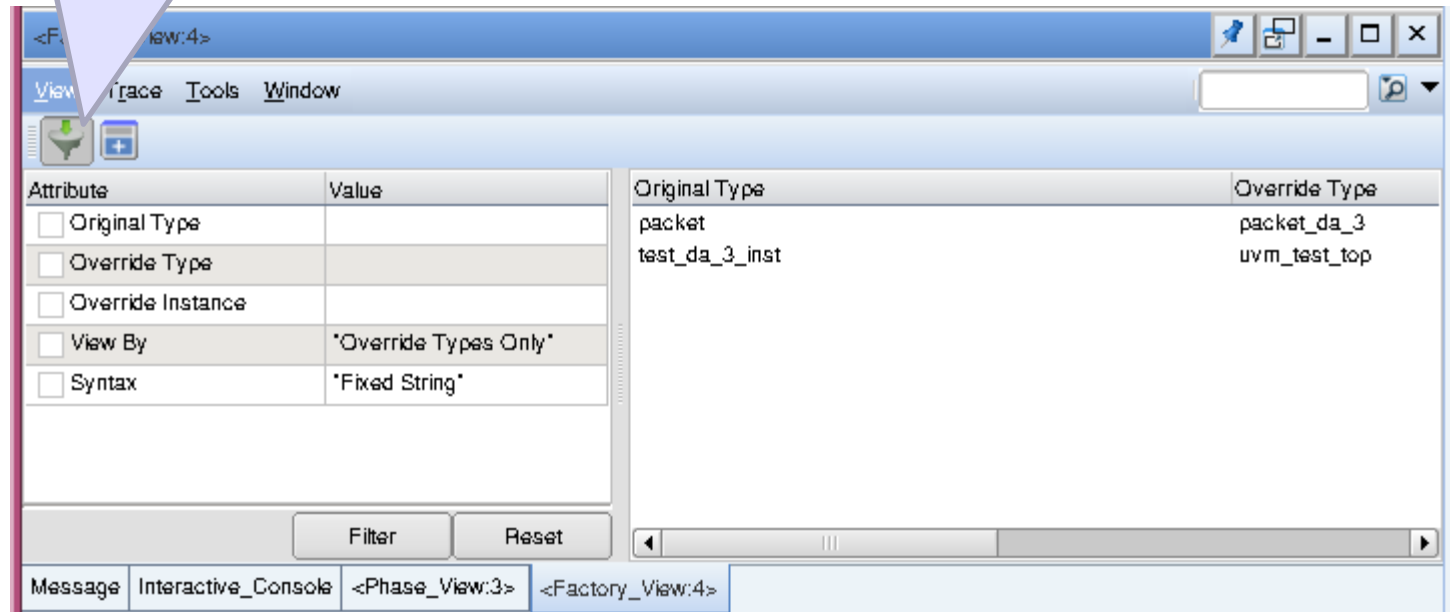 <F iew:4>
View Trace Tools Window
Attribute Value
Original Type
Override Type
Override Instance
View By "Override Types Only"
Syntax "Fixed String"
Filter Reset
Original Type Override Type
packet packet_da_3
test_da_3_inst uvm_test_top
Message Interactive_Console <Phase_View:3> <Factory_View:4>